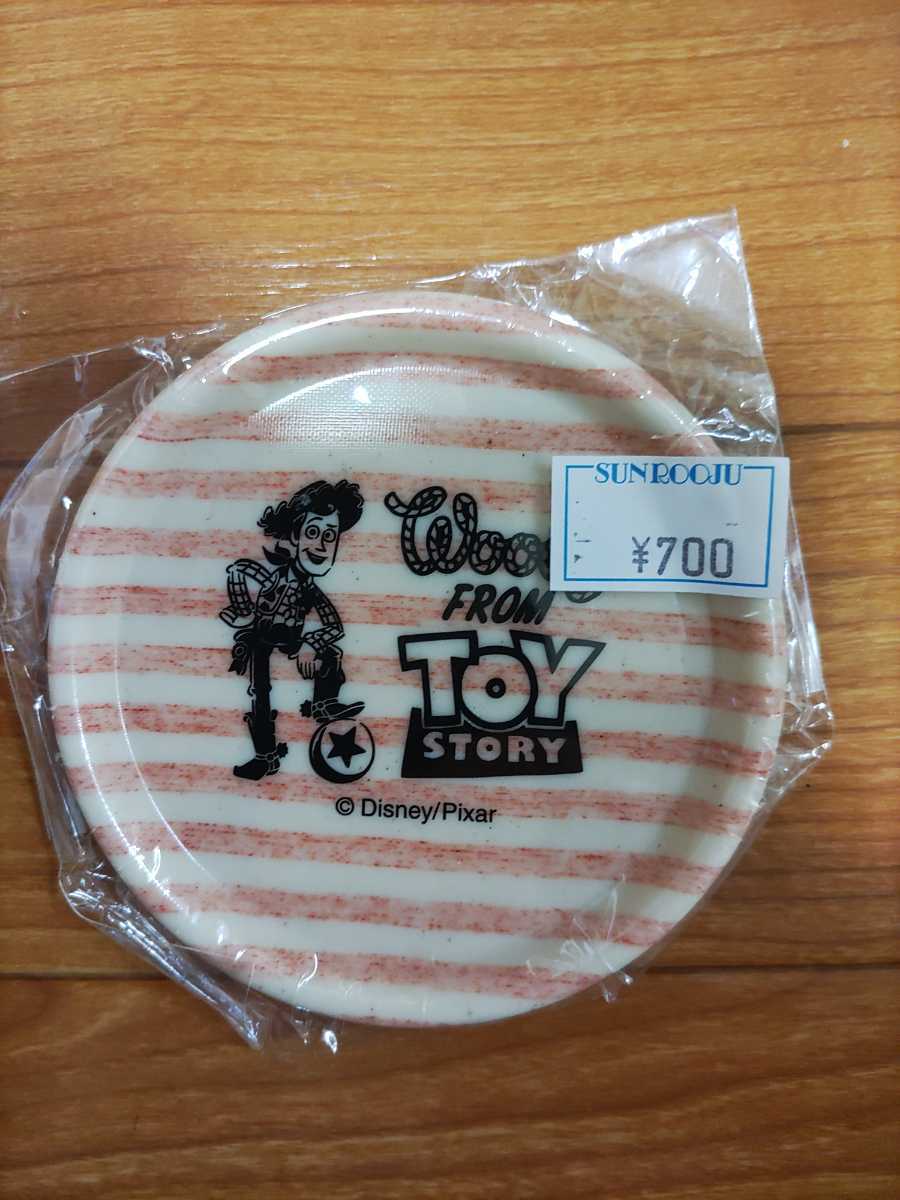 SUNROOJU
¥700
FROM
TOY
STORY
© Disney/Pixar